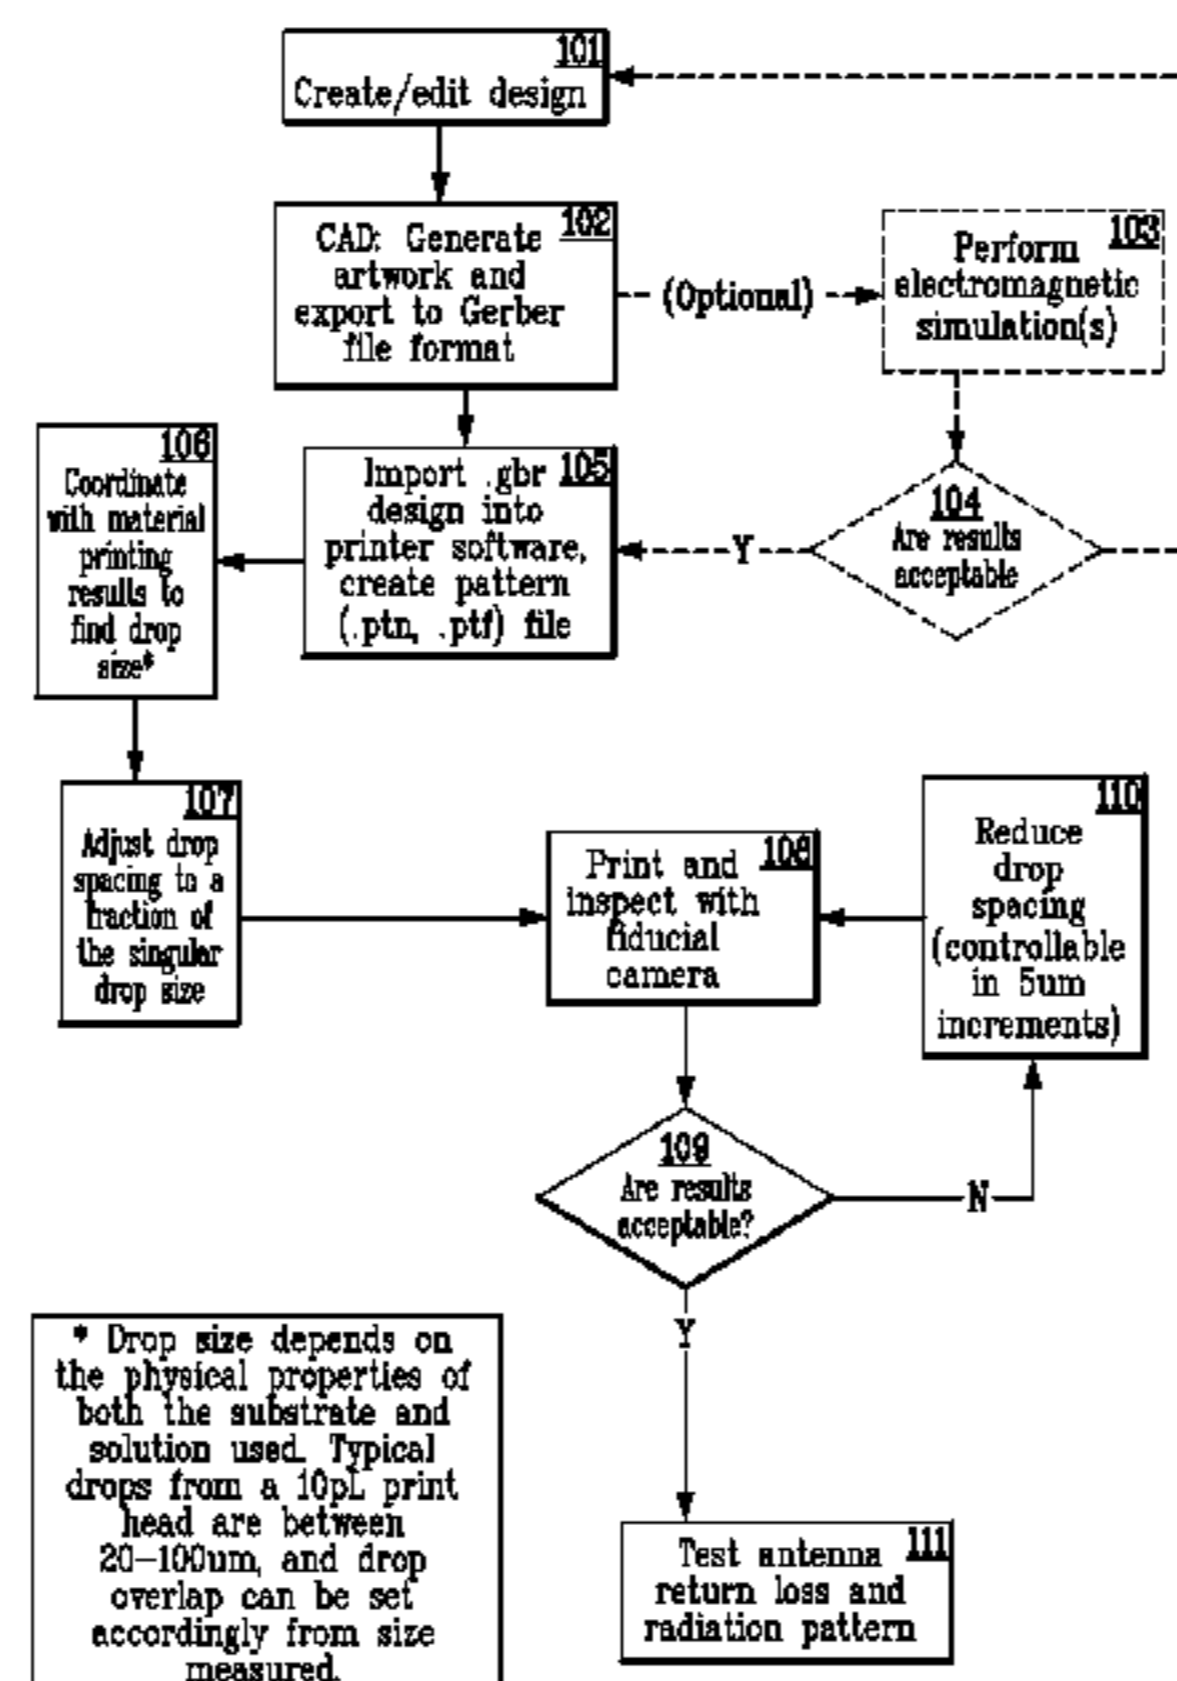 101
Create/edit design
102
CAD: Generate
artwork and
export to Gerber
file format
(Optional)
103
Perform
electromagnetic
simulation(s)
104
Are results
acceptable
Y
105
Import .gbr
design into
printer software,
create pattern
(.ptn, .ptf) file
106
Coordinate
with material
printing
results to
find drop
size*
107
Adjust drop
spacing to a
fraction of
the singular
drop size
108
Print and
inspect with
fiducial
camera
110
Reduce
drop
spacing
(controllable
in 5um
increments)
109
Are results
acceptable?
N
Y
111
Test antenna
return loss and
radiation pattern
* Drop size depends on
the physical properties of
both the substrate and
solution used. Typical
drops from a 10pL print
head are between
20-100um, and drop
overlap can be set
accordingly from size
measured.